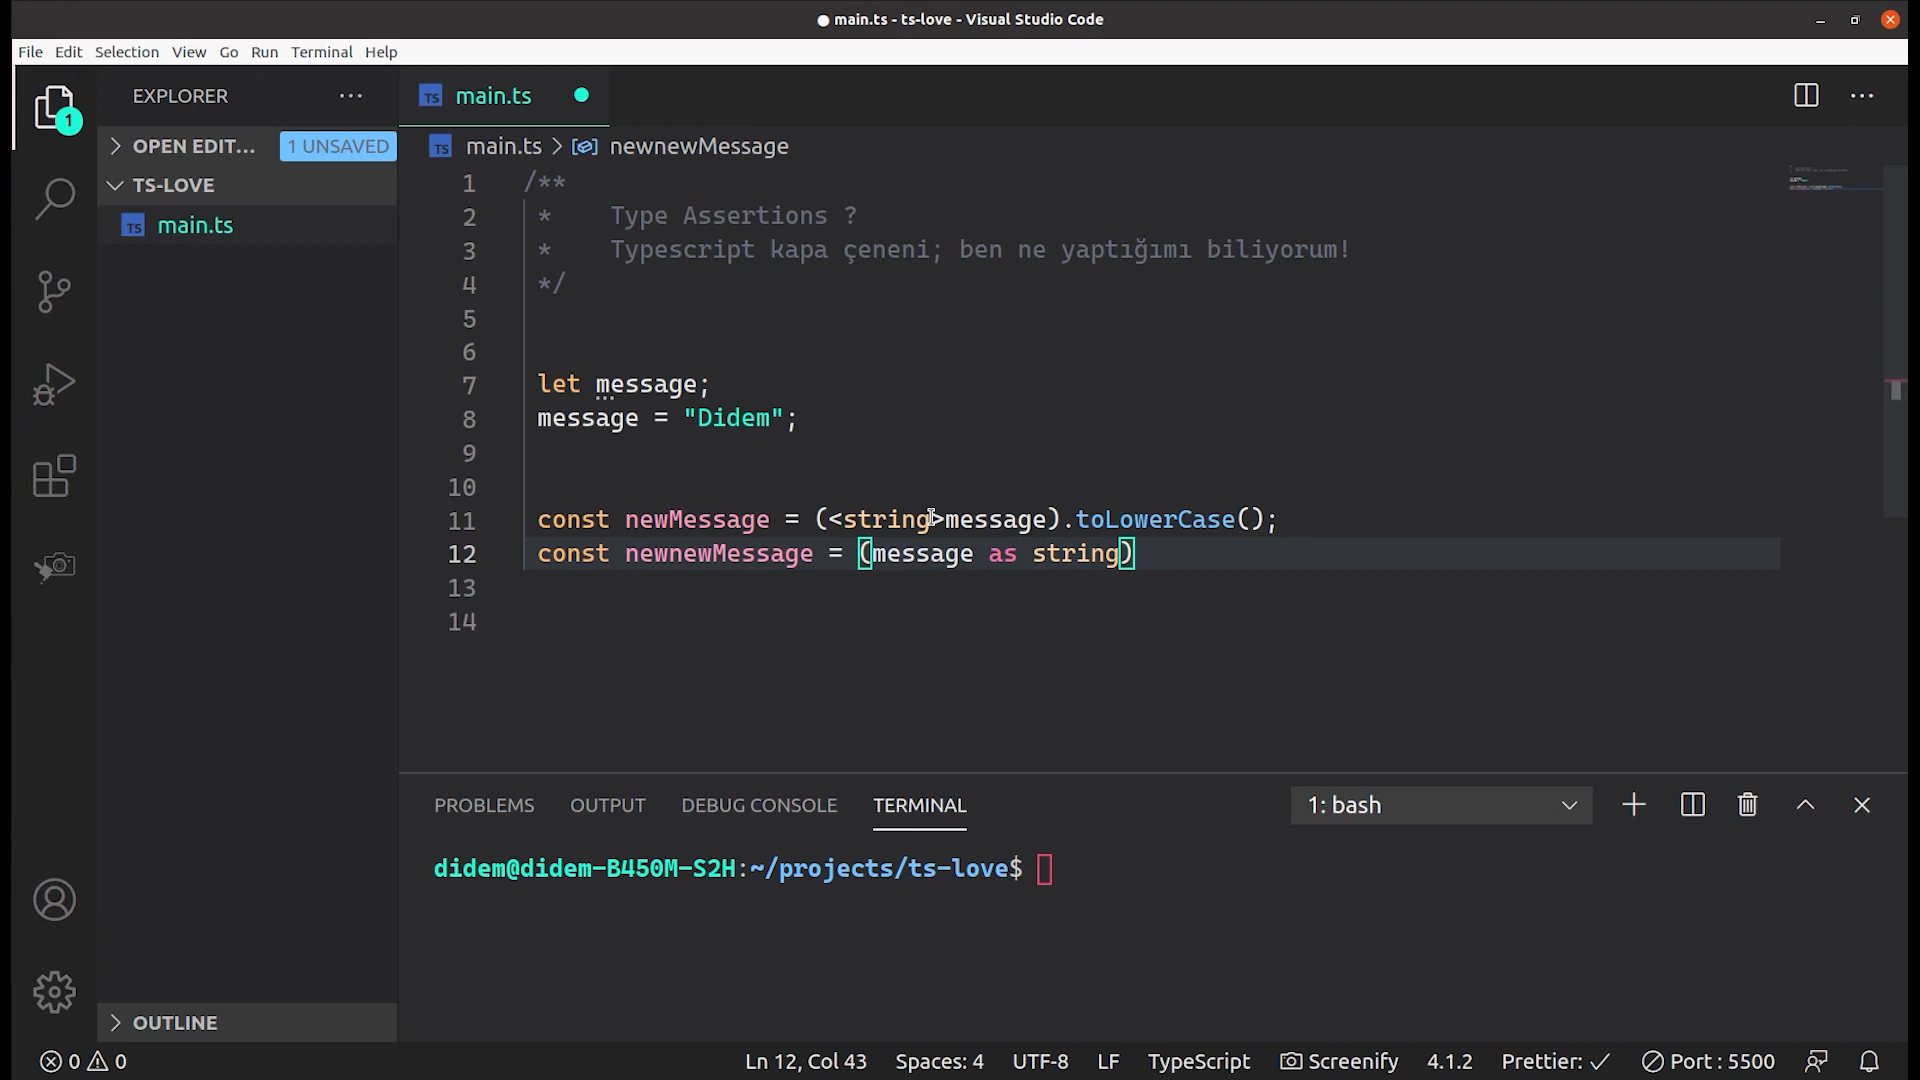 main.ts - ts-love - Visual Studio Code
File Edit Selection View Go Run Terminal Help
EXPLORER ···
OPEN EDIT... 1 UNSAVED
TS-LOVE
TS main.ts
1
TS main.ts
TS main.ts > newnewMessage
1 /**
2 * Type Assertions ?
3 * Typescript kapa çeneni; ben ne yaptığımı biliyorum!
4 */
5
6
7 let message;
8 message = "Didem";
9
10
11 const newMessage = (<string>message).toLowerCase();
12 const newnewMessage = (message as string)
13
14
PROBLEMS OUTPUT DEBUG CONSOLE TERMINAL 1: bash
didem@didem-B450M-S2H:~/projects/ts-love$
OUTLINE
0 0 Ln 12, Col 43 Spaces: 4 UTF-8 LF TypeScript Screenify 4.1.2 Prettier: ✓ Port : 5500